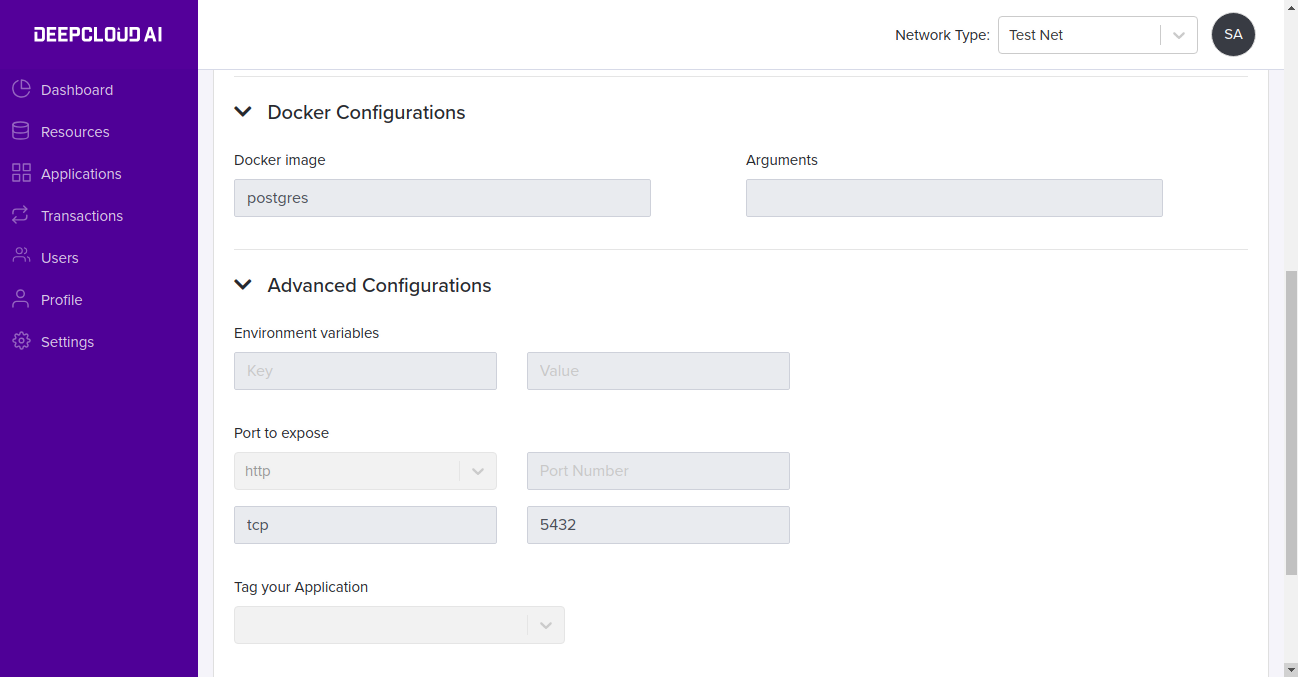 DEEPCLOUD AI
Network Type:
Test Net
SA
Dashboard
Resources
Applications
Transactions
Users
Profile
Settings
Docker Configurations
Docker image
Arguments
postgres
Advanced Configurations
Environment variables
Key
Value
Port to expose
http
Port Number
tcp
5432
Tag your Application